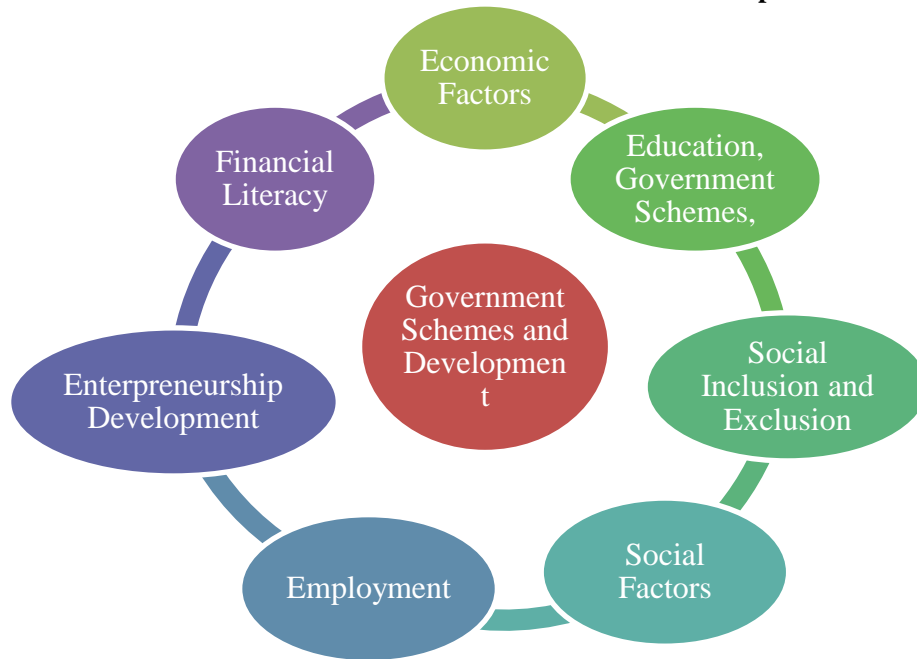 Economic
Factors
Education,
Government
Schemes,
Social
Inclusion and
Exclusion
Social
Factors
Employment
Enterpreneurship
Development
Financial
Literacy
Government
Schemes and
Developmen
t